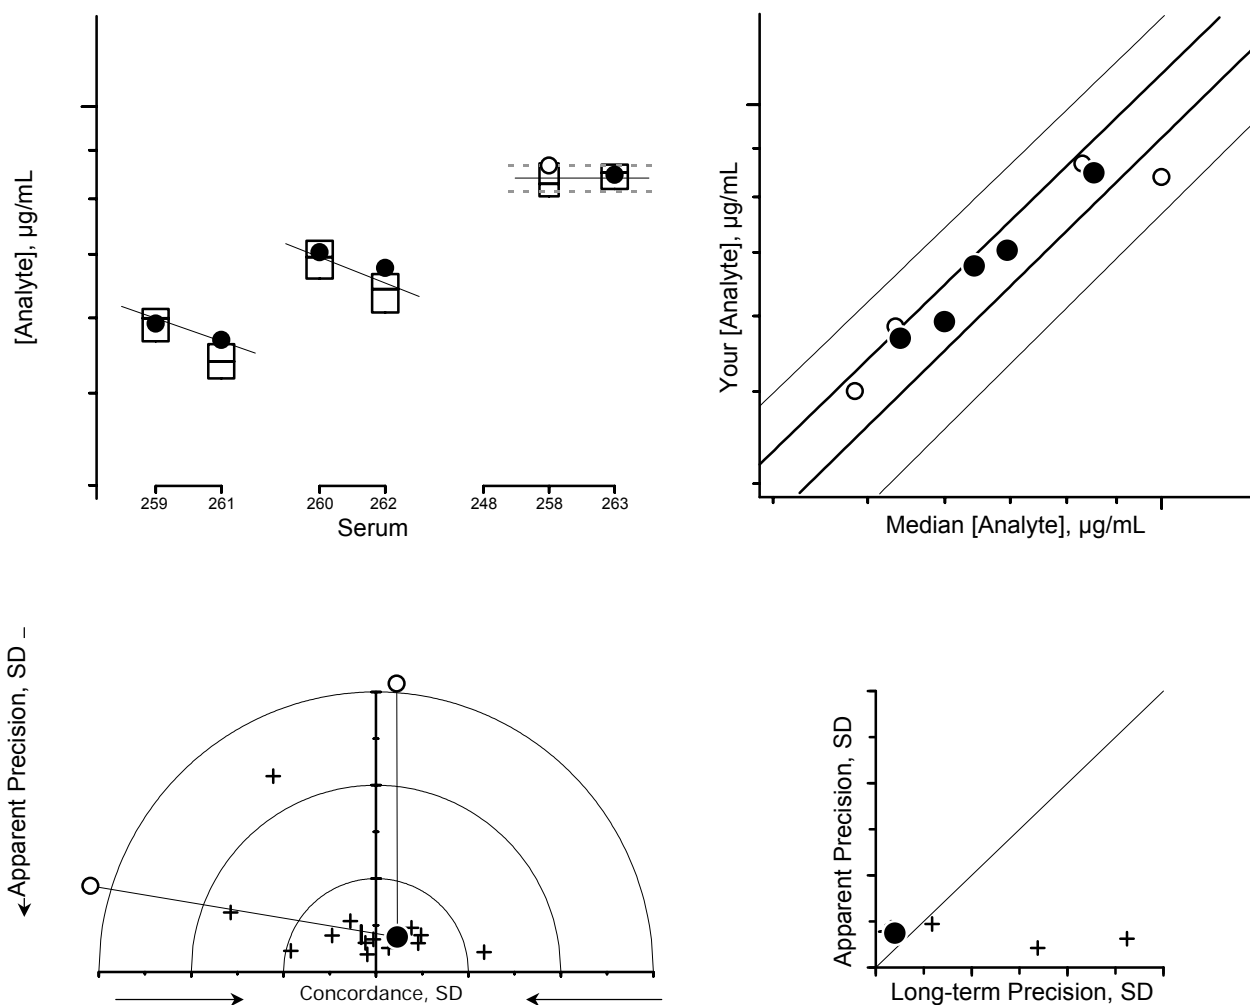 [Analyte], µg/mL
259 261 260 262 248 258 263
Serum
Your [Analyte], µg/mL
Median [Analyte], µg/mL
Apparent Precision, SD
Concordance, SD
Apparent Precision, SD
Long-term Precision, SD